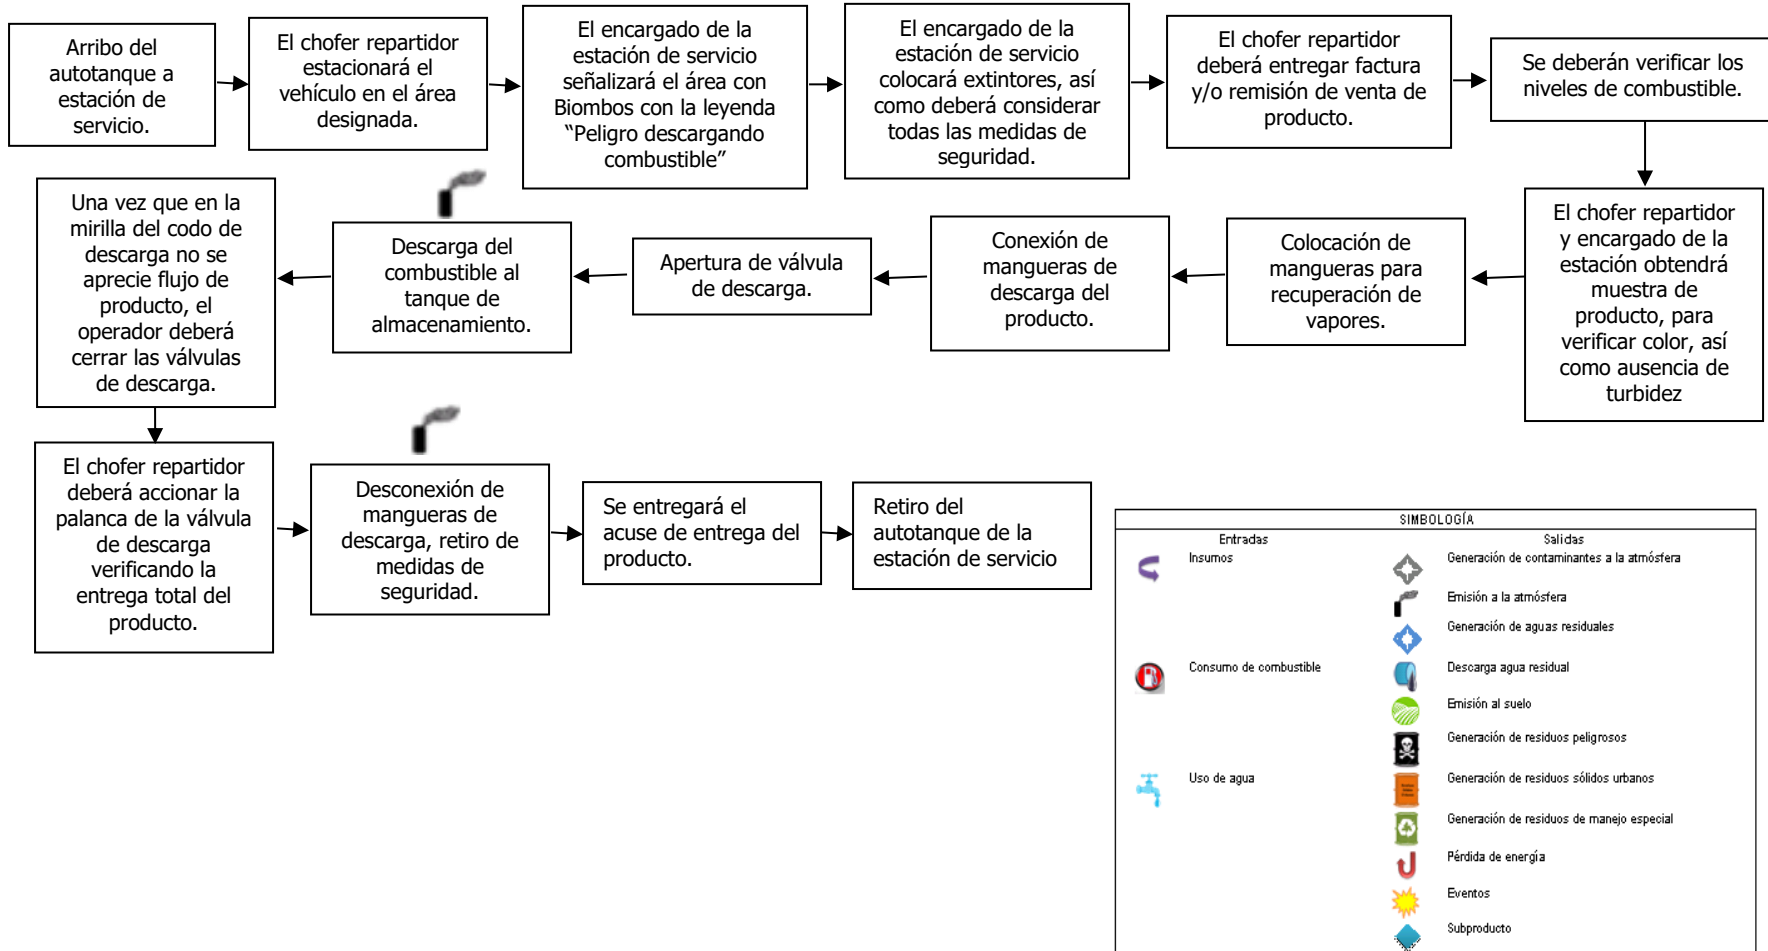 Arribo del
autotanque a
estación de
servicio.
El chofer repartidor
estacionará el
vehículo en el área
designada.
El encargado de la
estación de servicio
señalizará el área con
Biombos con la leyenda
“Peligro descargando
combustible”
El encargado de la
estación de servicio
colocará extintores, así
como deberá considerar
todas las medidas de
seguridad.
El chofer repartidor
deberá entregar factura
y/o remisión de venta de
producto.
Se deberán verificar los
niveles de combustible.
El chofer repartidor
y encargado de la
estación obtendrá
muestra de
producto, para
verificar color, así
como ausencia de
turbidez
Colocación de
mangueras para
recuperación de
vapores.
Conexión de
mangueras de
descarga del
producto.
Apertura de válvula
de descarga.
Descarga del
combustible al
tanque de
almacenamiento.
Una vez que en la
mirilla del codo de
descarga no se
aprecie flujo de
producto, el
operador deberá
cerrar las válvulas
de descarga.
El chofer repartidor
deberá accionar la
palanca de la válvula
de descarga
verificando la
entrega total del
producto.
Desconexión de
mangueras de
descarga, retiro de
medidas de
seguridad.
Se entregará el
acuse de entrega del
producto.
Retiro del
autotanque de la
estación de servicio
SIMBOLOGÍA
Entradas
Salidas
Insumos
Generación de contaminantes a la atmósfera
Emisión a la atmósfera
Generación de aguas residuales
Consumo de combustible
Descarga agua residual
Emisión al suelo
Generación de residuos peligrosos
Uso de agua
Generación de residuos sólidos urbanos
Generación de residuos de manejo especial
Pérdida de energía
Eventos
Subproducto